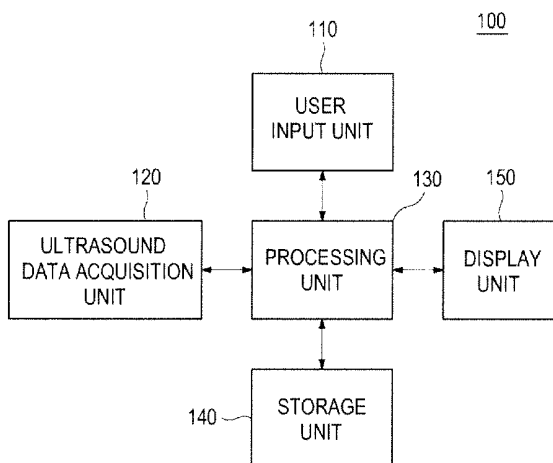 100
110
USER
INPUT UNIT
120
130
150
ULTRASOUND
DATA ACQUISITION
UNIT
PROCESSING
UNIT
DISPLAY
UNIT
140
STORAGE
UNIT